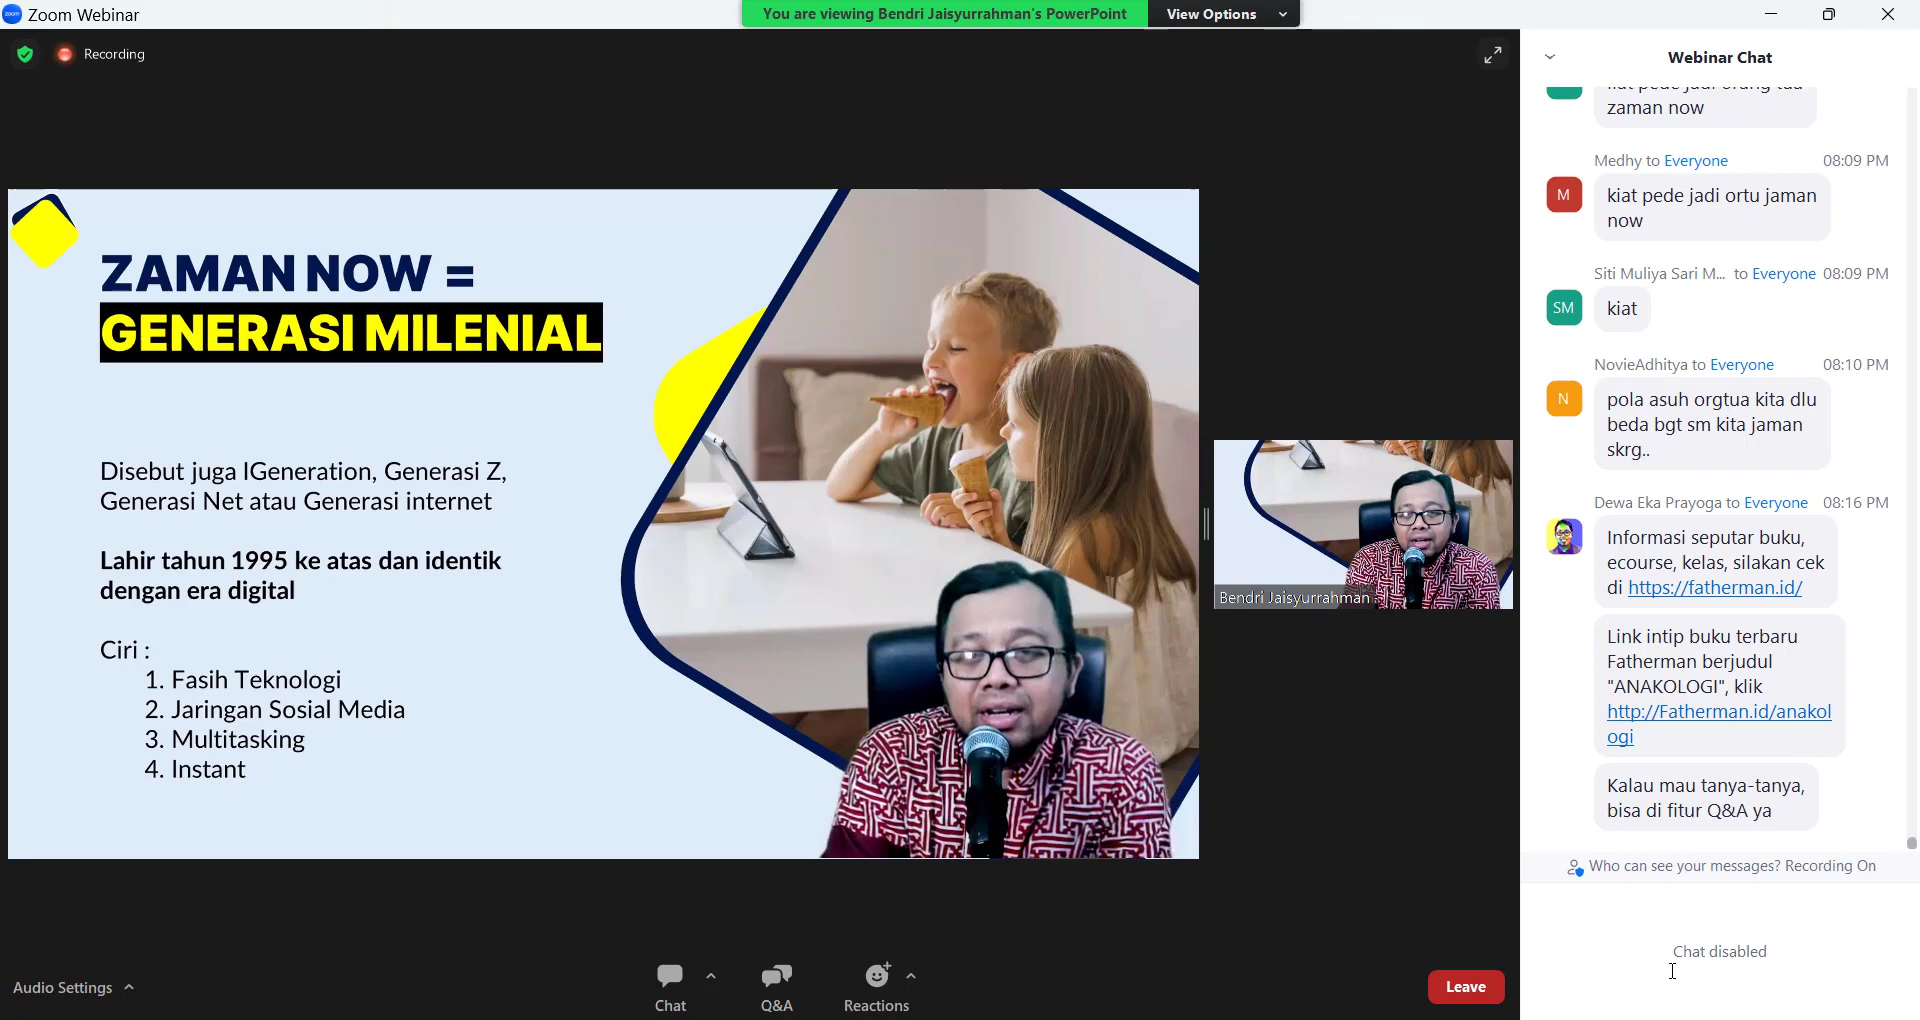 zoom
Zoom Webinar
You are viewing Bendri Jaisyurrahman's PowerPoint
View Options
Recording
ZAMAN NOW =
GENERASI MILENIAL
Disebut juga IGeneration, Generasi Z,
Generasi Net atau Generasi internet
Lahir tahun 1995 ke atas dan identik
dengan era digital
Ciri :
1. Fasih Teknologi
2. Jaringan Sosial Media
3. Multitasking
4. Instant
Bendri Jaisyurrahman
Audio Settings
Chat
Q&A
Reactions
Leave
Webinar Chat
zaman now
Medhy to Everyone 08:09 PM
M
kiat pede jadi ortu jaman
now
Siti Muliya Sari M... to Everyone 08:09 PM
SM
kiat
NovieAdhitya to Everyone 08:10 PM
N
pola asuh orgtua kita dlu
beda bgt sm kita jaman
skrg..
Dewa Eka Prayoga to Everyone 08:16 PM
Informasi seputar buku,
ecourse, kelas, silakan cek
di https://fatherman.id/
Link intip buku terbaru
Fatherman berjudul
"ANAKOLOGI", klik
http://Fatherman.id/anakol
ogi
Kalau mau tanya-tanya,
bisa di fitur Q&A ya
Who can see your messages? Recording On
Chat disabled